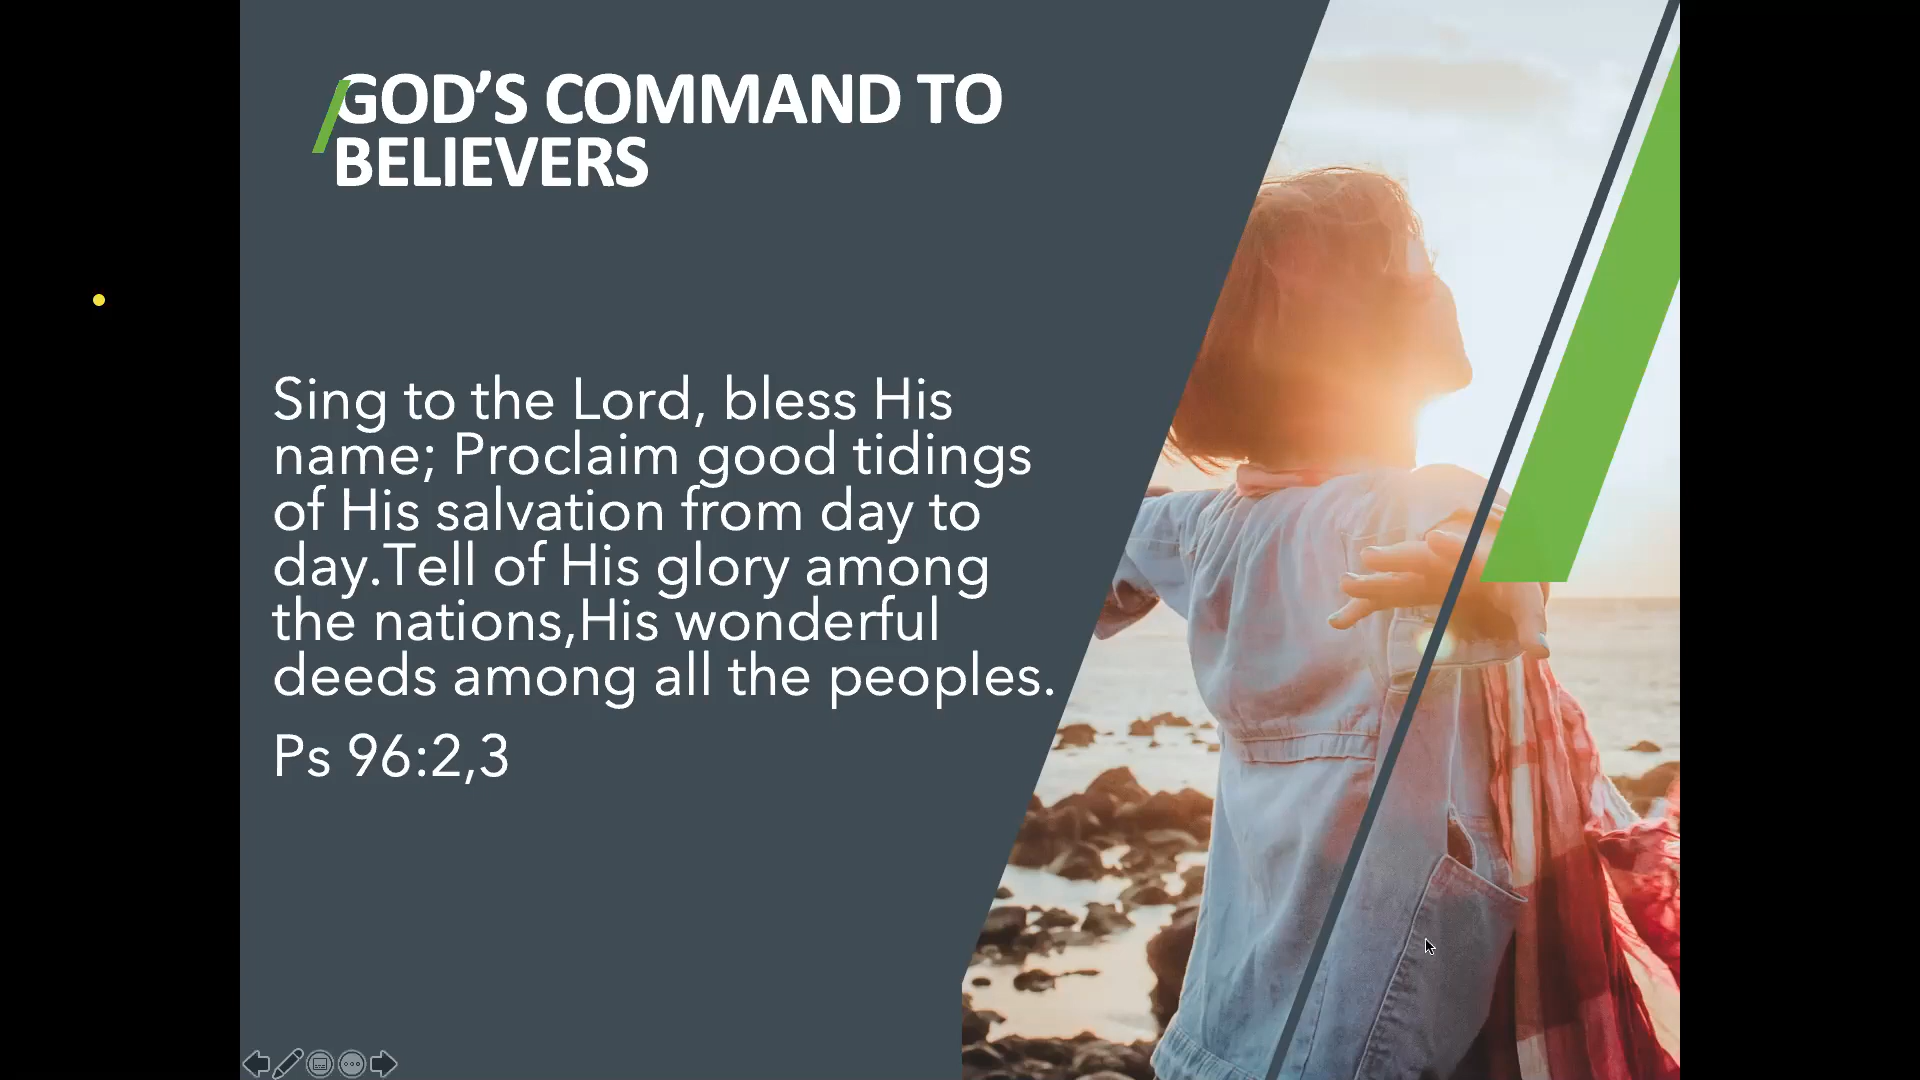 GOD’S COMMAND TO
BELIEVERS
Sing to the Lord, bless His
name; Proclaim good tidings
of His salvation from day to
day.Tell of His glory among
the nations,His wonderful
deeds among all the peoples.
Ps 96:2,3